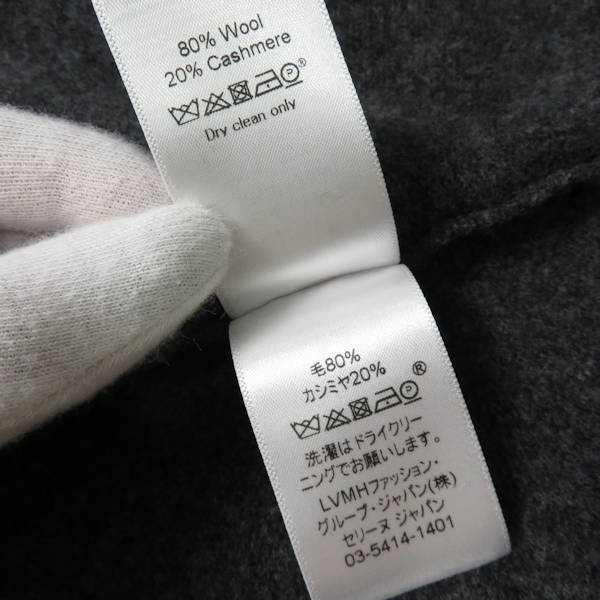 80% Wool
20% Cashmere
P®
Dry clean only
毛80%
カシミヤ20%
P®
洗濯はドライクリー
ニングでお願いします。
LVMHファッション・
グループ・ジャパン(株)
セリーヌ ジャパン
03-5414-1401